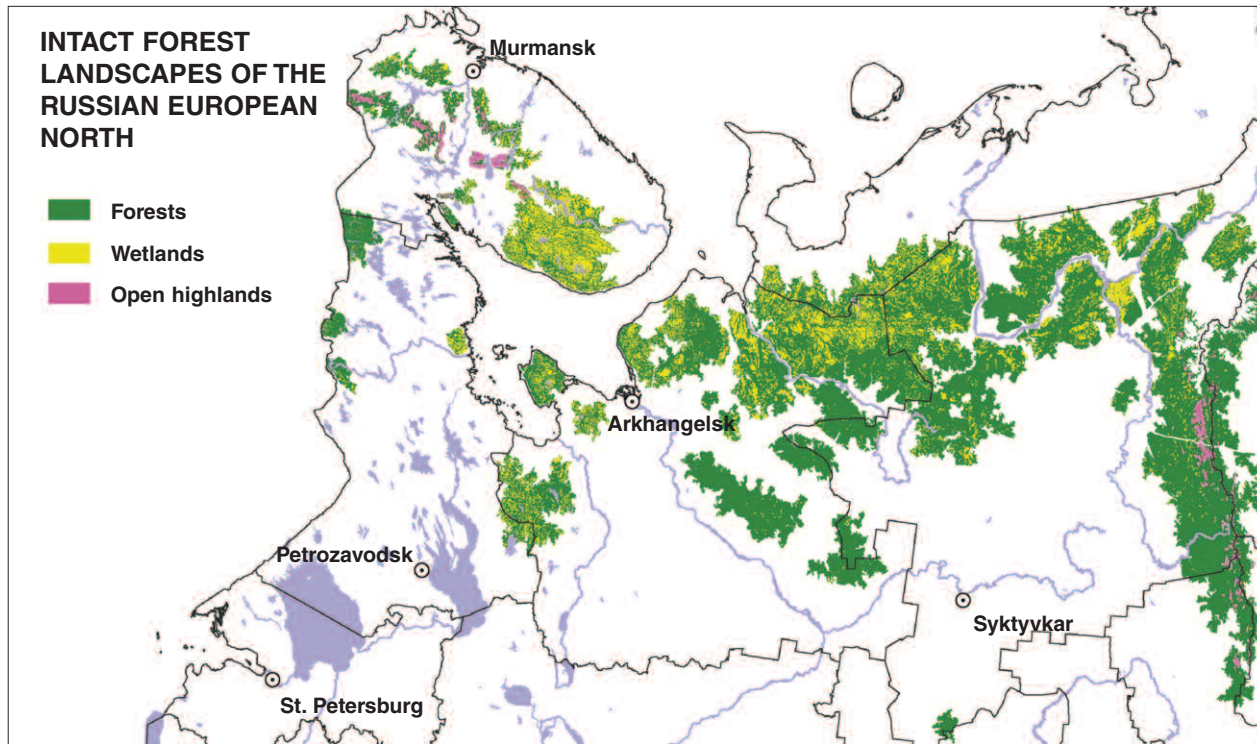 INTACT FOREST
LANDSCAPES OF THE
RUSSIAN EUROPEAN
NORTH
Forests
Wetlands
Open highlands
Murmansk
Arkhangelsk
Petrozavodsk
Syktyvkar
St. Petersburg